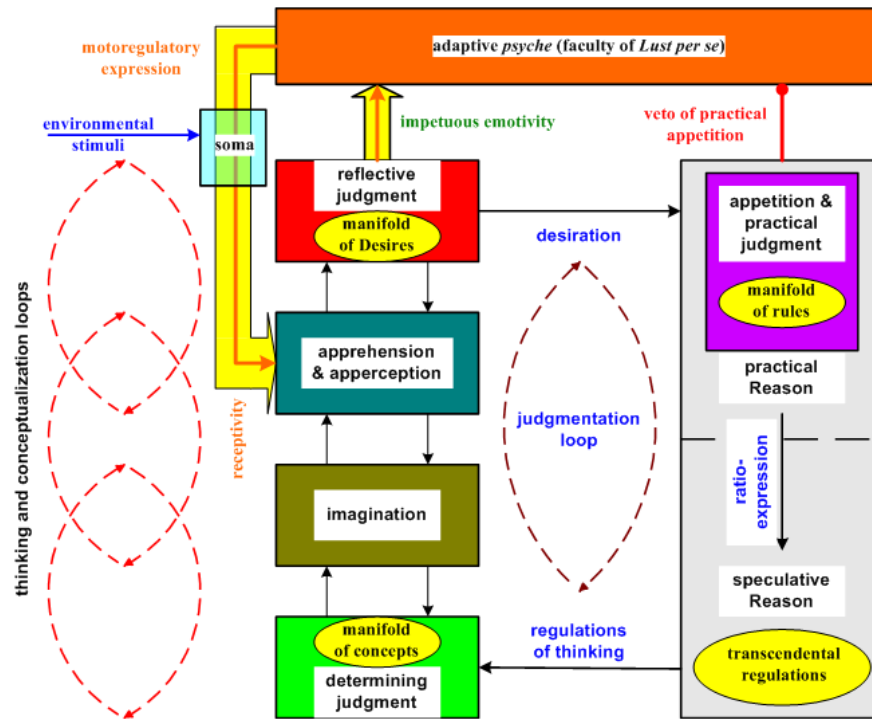 adaptive psyche (faculty of Lust per se)
motoregulatory
expression
environmental
stimuli
soma
impetuous emotivity
veto of practical
appetition
reflective
judgment
manifold
of Desires
desiration
appetition &
practical
judgment
manifold
of rules
practical
Reason
apprehension
& apperception
receptivity
judgmentation
loop
thinking and conceptualization loops
ratio-
expression
imagination
speculative
Reason
manifold
of concepts
determining
judgment
regulations
of thinking
transcendental
regulations